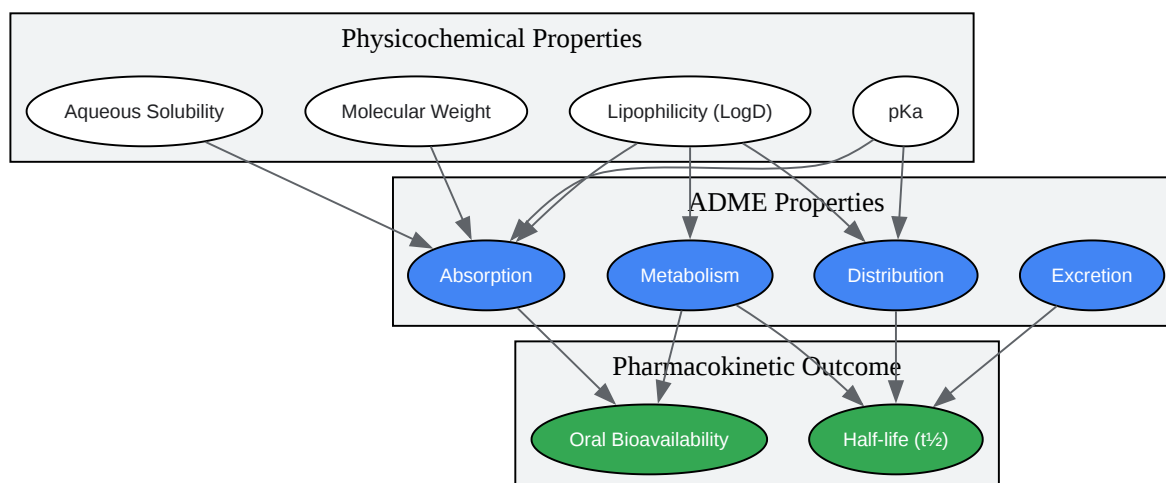 Physicochemical Properties
Aqueous Solubility
Molecular Weight
Lipophilicity (LogD)
pKa
ADME Properties
Absorption
Metabolism
Distribution
Excretion
Pharmacokinetic Outcome
Oral Bioavailability
Half-life (t½)